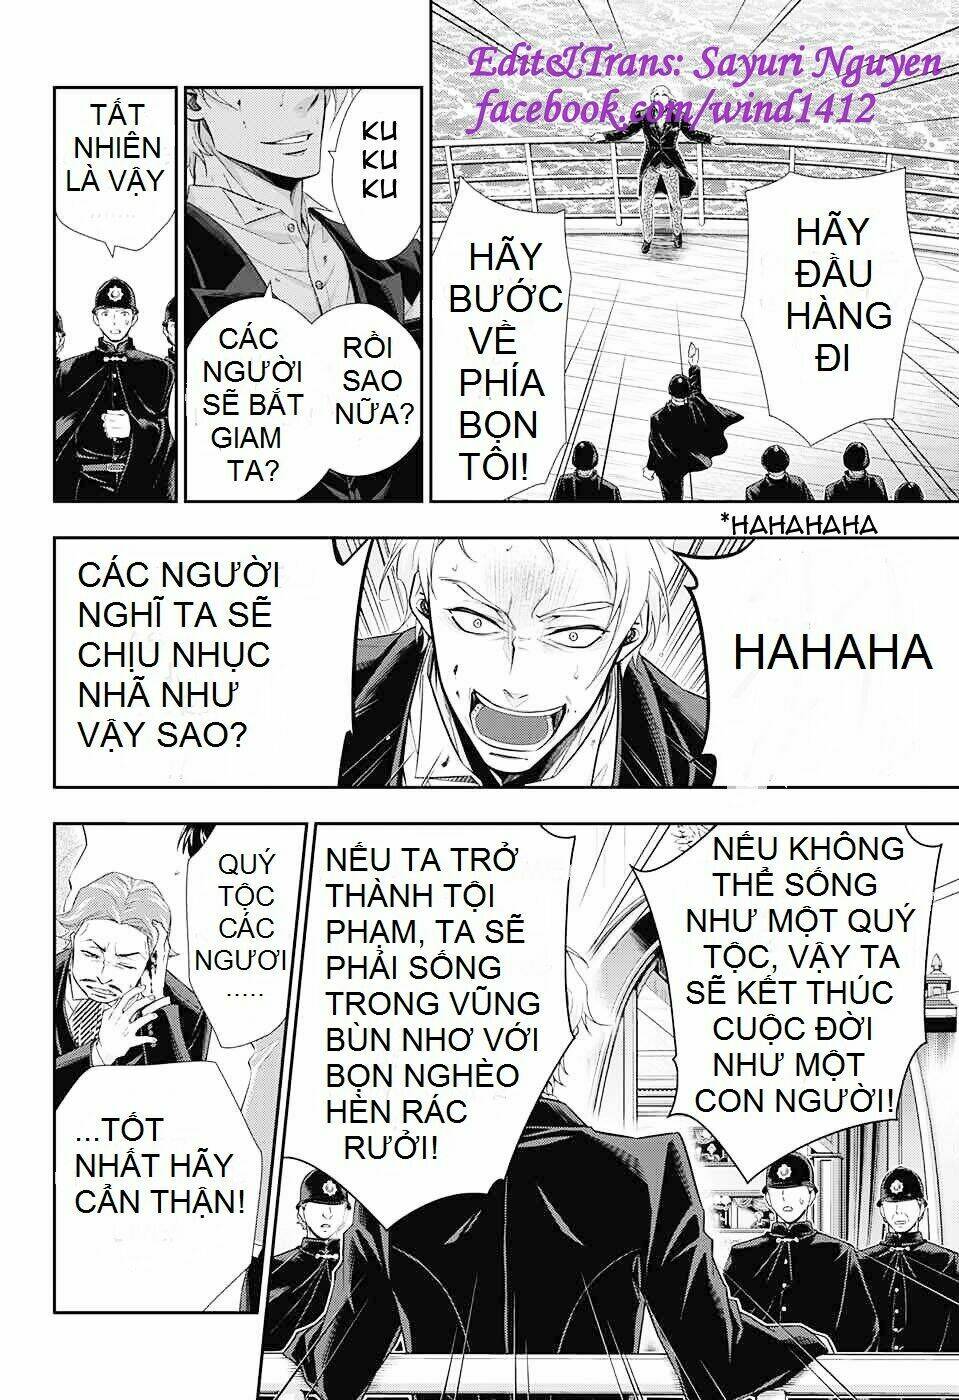 Edit&Trans: Sayuri Nguyen
facebook.com/wind1412
HÃY
ĐẦU
HÀNG
ĐI
HÃY
BƯỚC
VỀ
PHÍA
BỌN
TÔI!
KU
KU
KU
RỒI
SAO
NỮA?
CÁC
NGƯỜI
SẼ BẮT
GIAM
TA?
TẤT
NHIÊN
LÀ VẬY
.......
*HAHAHAHA
HAHAHA
CÁC NGƯỜI
NGHĨ TA SẼ
CHỊU NHỤC
NHÃ NHƯ
VẬY SAO?
NẾU KHÔNG
THỂ SỐNG
NHƯ MỘT QUÝ
TỘC, VẬY TA
SẼ KẾT THÚC
CUỘC ĐỜI
NHƯ MỘT
CON NGƯỜI!
NẾU TA TRỞ
THÀNH TỘI
PHẠM, TA SẼ
PHẢI SỐNG
TRONG VŨNG
BÙN NHƠ VỚI
BỌN NGHÈO
HÈN RÁC
RƯỞI!
QUÝ
TỘC
CÁC
NGƯƠI
.....
...TỐT
NHẤT HÃY
CẨN THẬN!